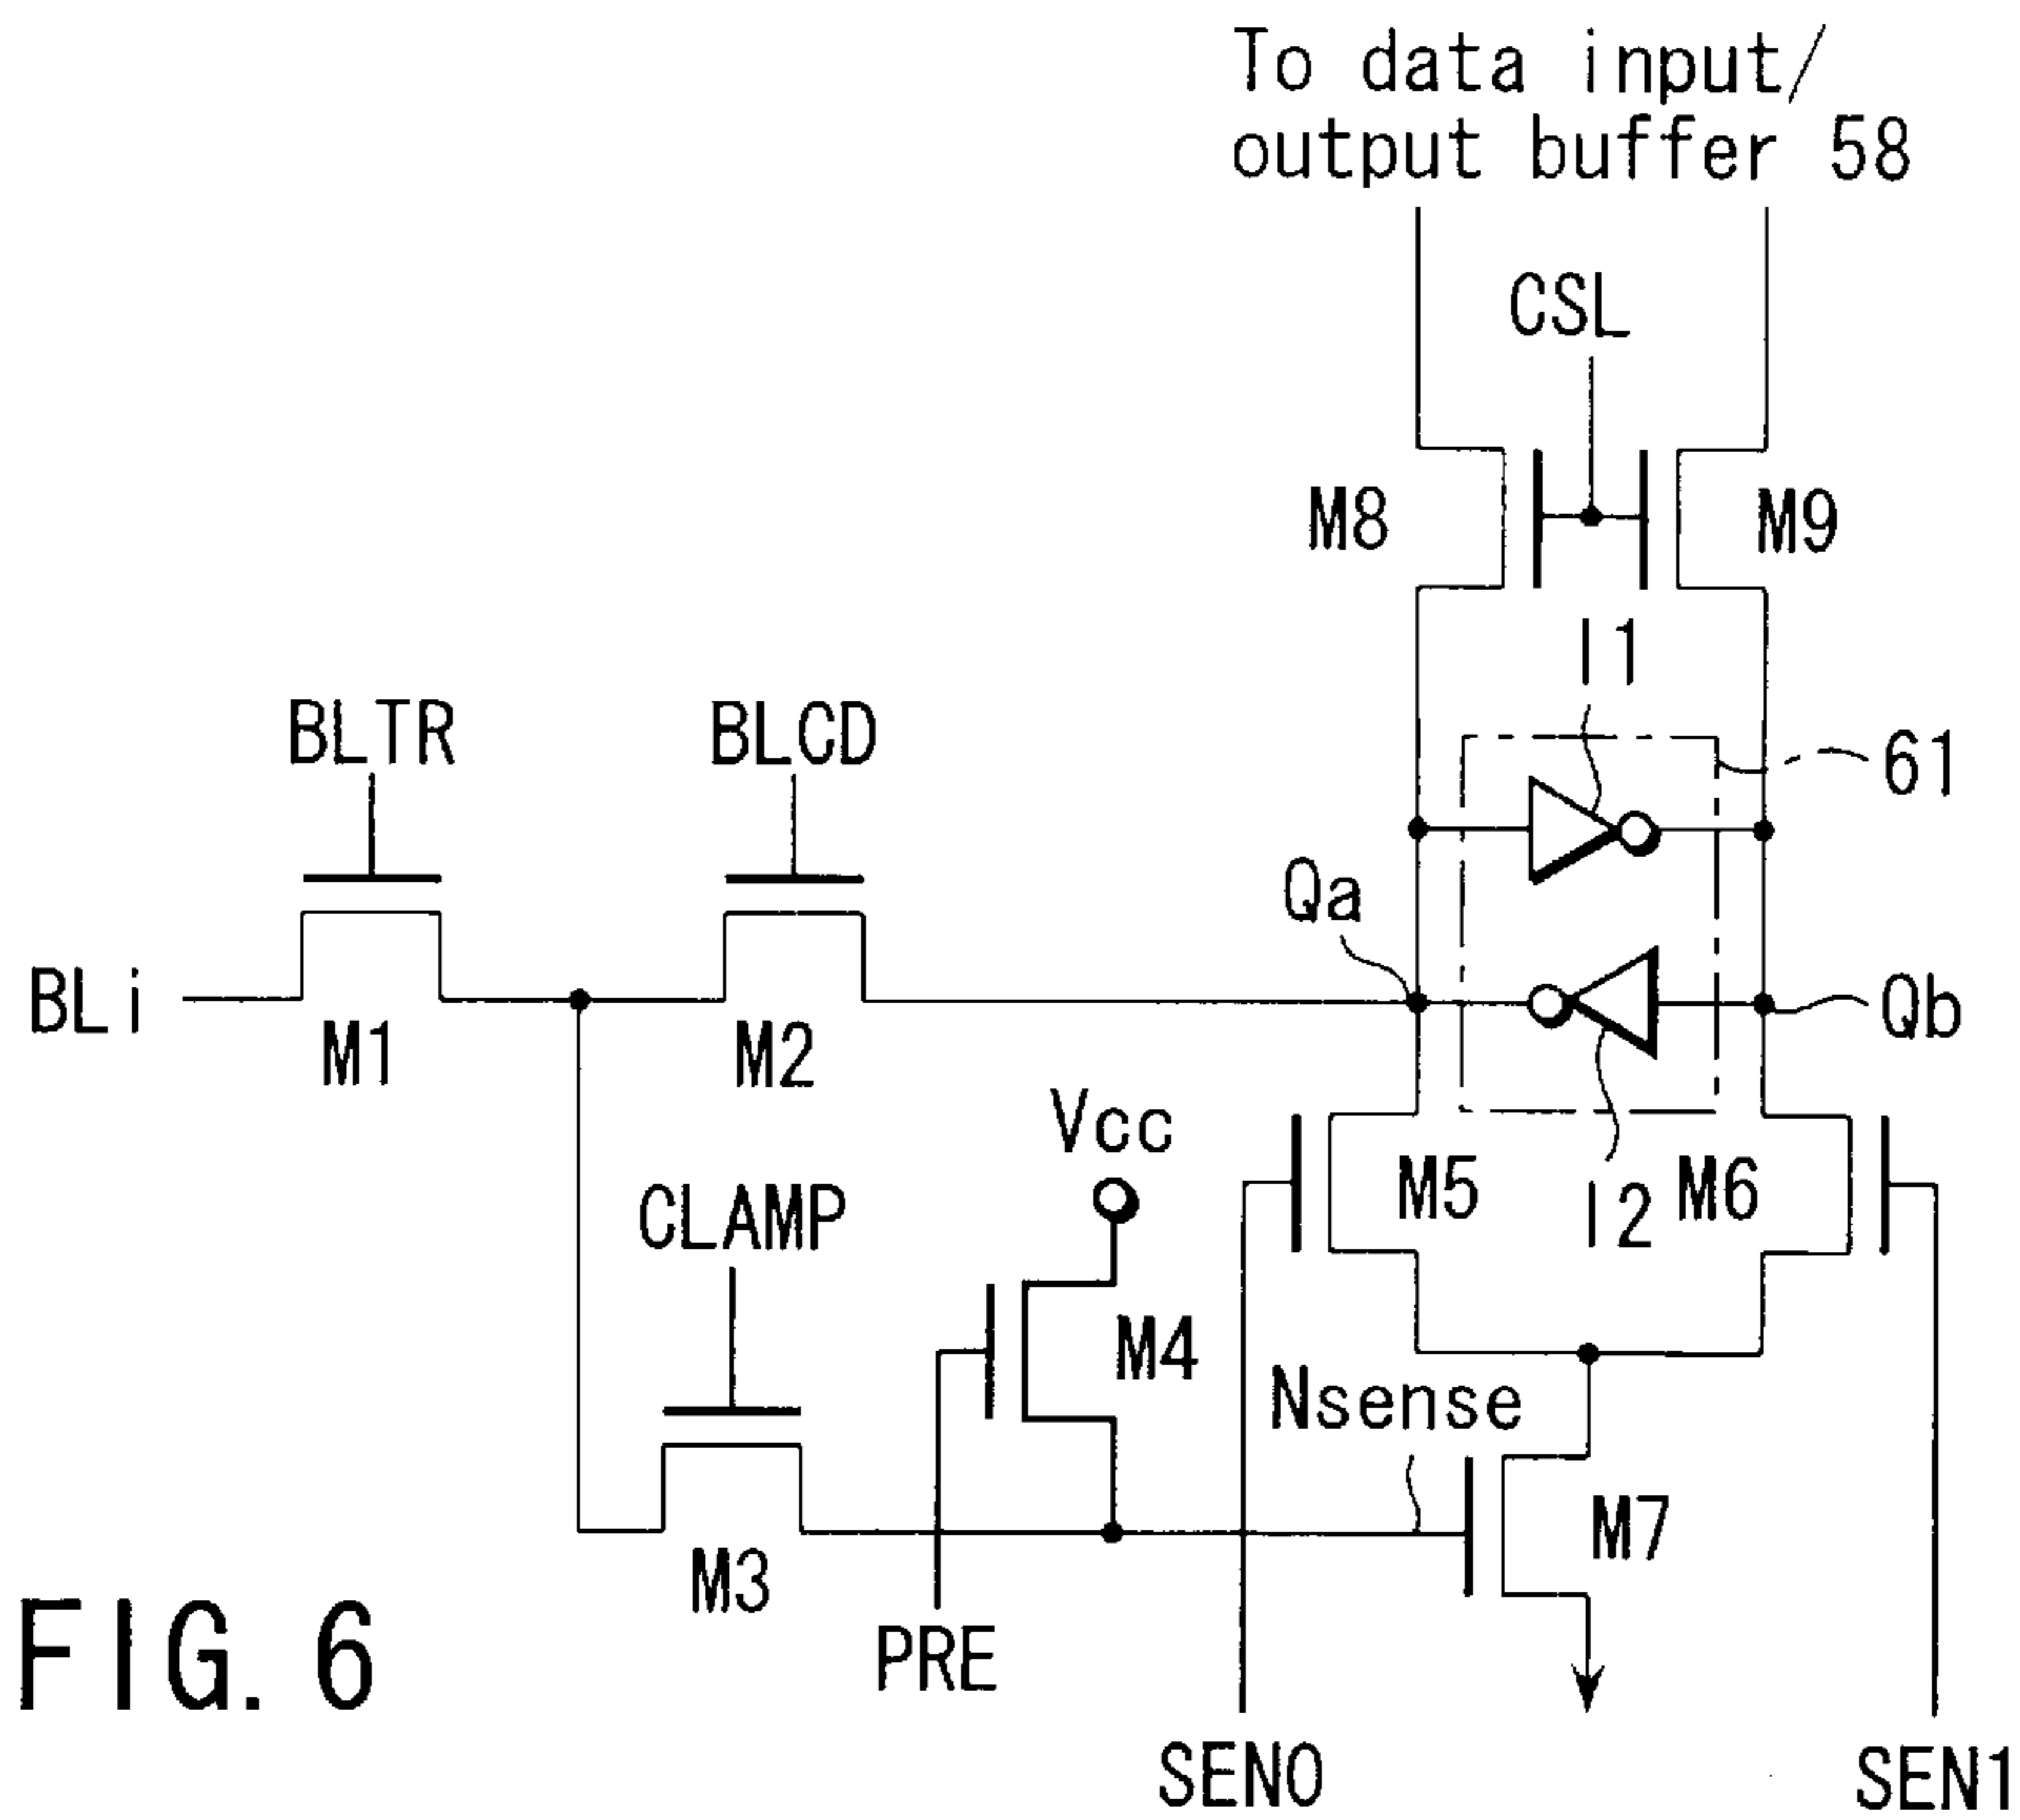 To data input/
output buffer 58
CSL
M8
M9
I1
BLTR
BLCD
61
Qa
BLi
Qb
M1
M2
Vcc
CLAMP
M5
I2
M6
M4
Nsense
M7
M3
PRE
FIG. 6
SEN0
SEN1